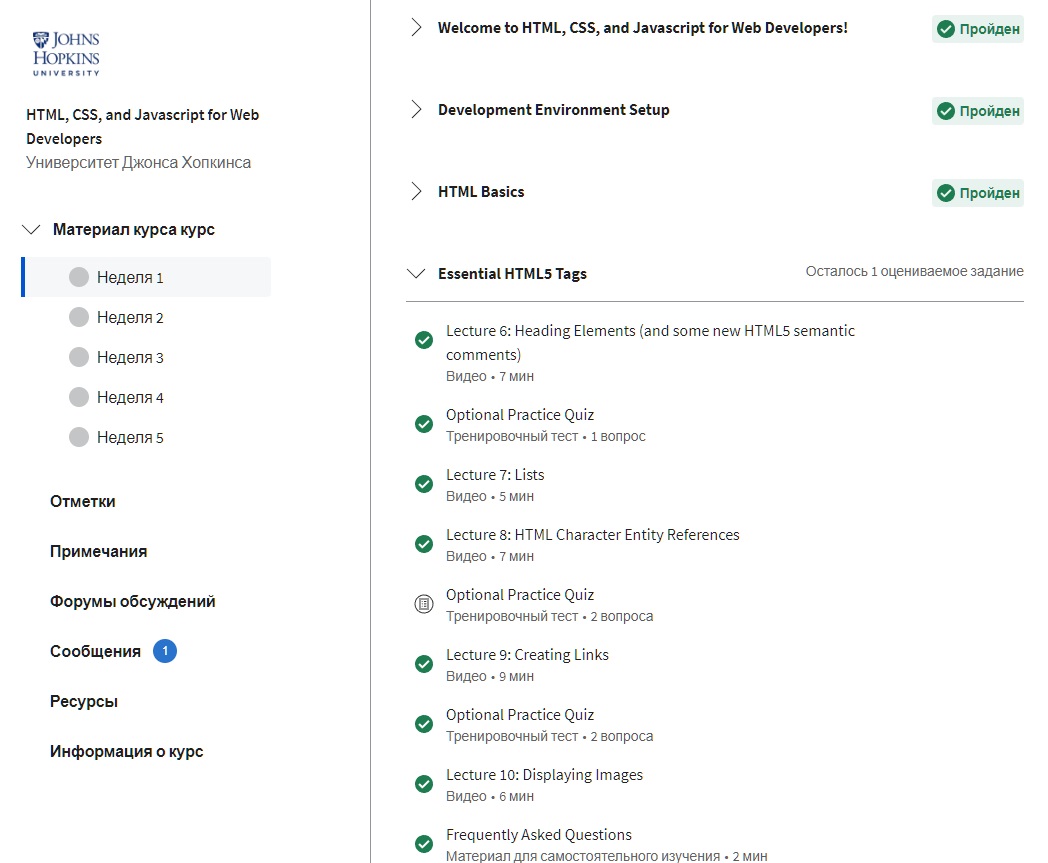 JOHNS
HOPKINS
UNIVERSITY
HTML, CSS, and Javascript for Web
Developers
Университет Джонса Хопкинса
Материал курса курс
Неделя 1
Неделя 2
Неделя 3
Неделя 4
Неделя 5
Отметки
Примечания
Форумы обсуждений
Сообщения 1
Ресурсы
Информация о курс
Welcome to HTML, CSS, and Javascript for Web Developers! Пройден
Development Environment Setup Пройден
HTML Basics Пройден
Essential HTML5 Tags Осталось 1 оцениваемое задание
Lecture 6: Heading Elements (and some new HTML5 semantic
comments)
Видео • 7 мин
Optional Practice Quiz
Тренировочный тест • 1 вопрос
Lecture 7: Lists
Видео • 5 мин
Lecture 8: HTML Character Entity References
Видео • 7 мин
Optional Practice Quiz
Тренировочный тест • 2 вопроса
Lecture 9: Creating Links
Видео • 9 мин
Optional Practice Quiz
Тренировочный тест • 2 вопроса
Lecture 10: Displaying Images
Видео • 6 мин
Frequently Asked Questions
Материал для самостоятельного изучения • 2 мин